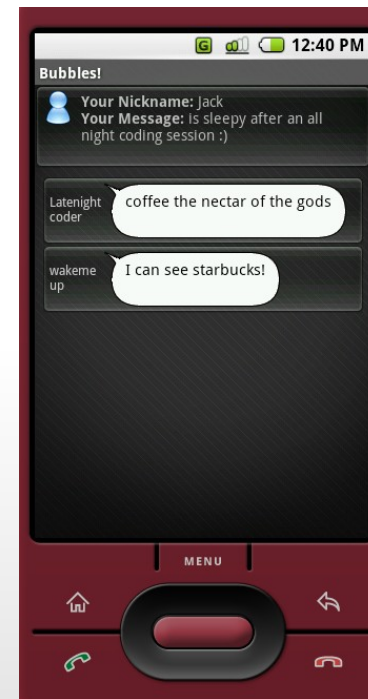 G 12:40 PM
Bubbles!
Your Nickname: Jack
Your Message: is sleepy after an all
night coding session :)
Latenight
coder
coffee the nectar of the gods
wakeme
up
I can see starbucks!
MENU